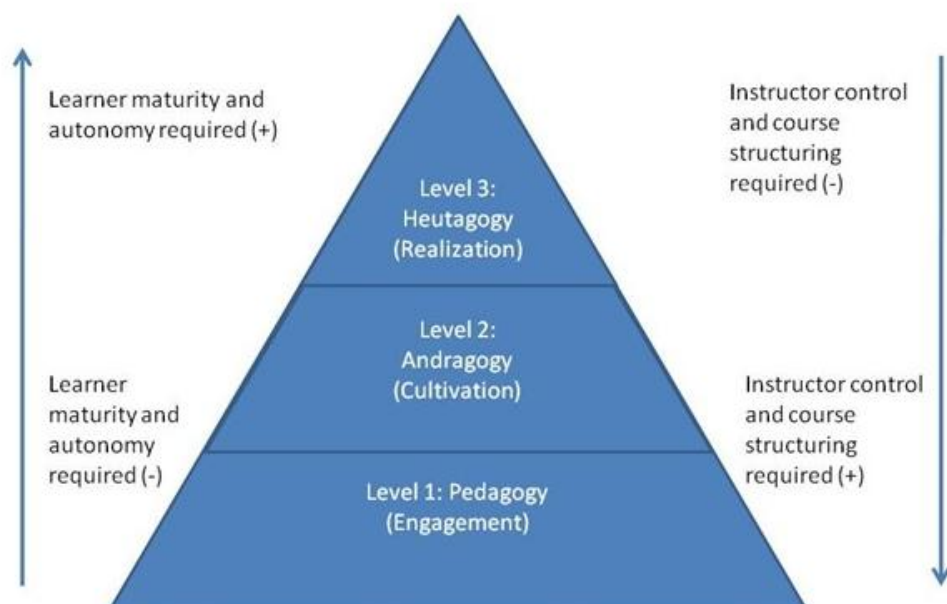 Learner maturity and
autonomy required (+)
Instructor control
and course
structuring
required (-)
Level 3:
Heutagogy
(Realization)
Level 2:
Andragogy
(Cultivation)
Learner
maturity and
autonomy
required (-)
Instructor control
and course
structuring
required (+)
Level 1: Pedagogy
(Engagement)